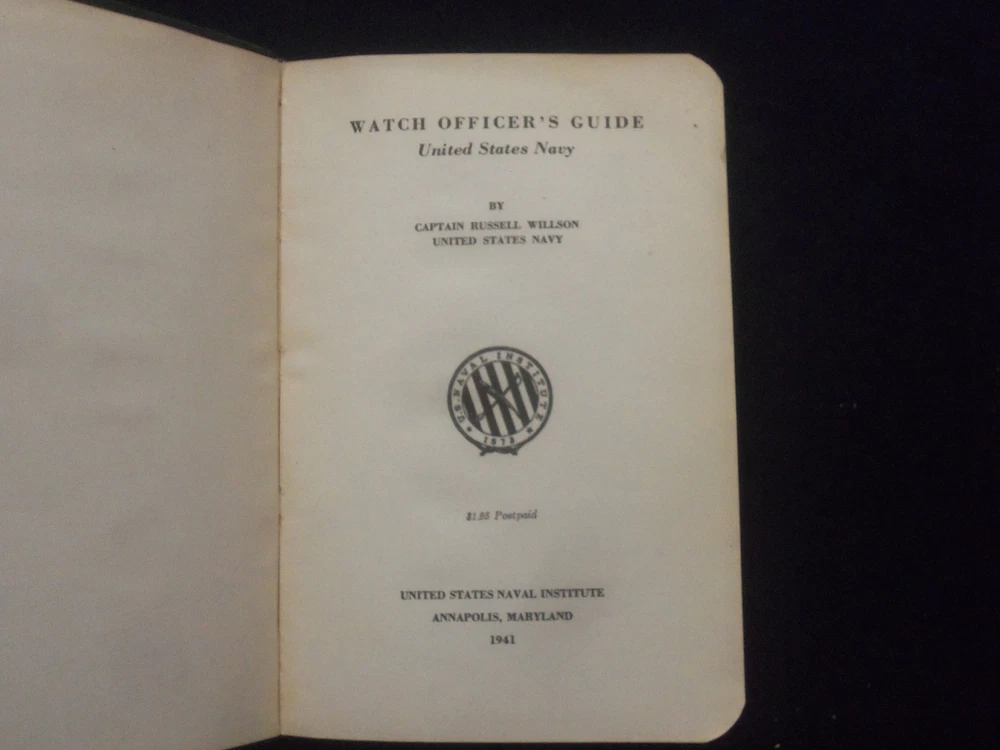 WATCH OFFICER'S GUIDE
United States Navy
BY
CAPTAIN RUSSELL WILLSON
UNITED STATES NAVY
U.S. NAVAL INSTITUTE
1873
Postpaid
UNITED STATES NAVAL INSTITUTE
ANNAPOLIS, MARYLAND
1941